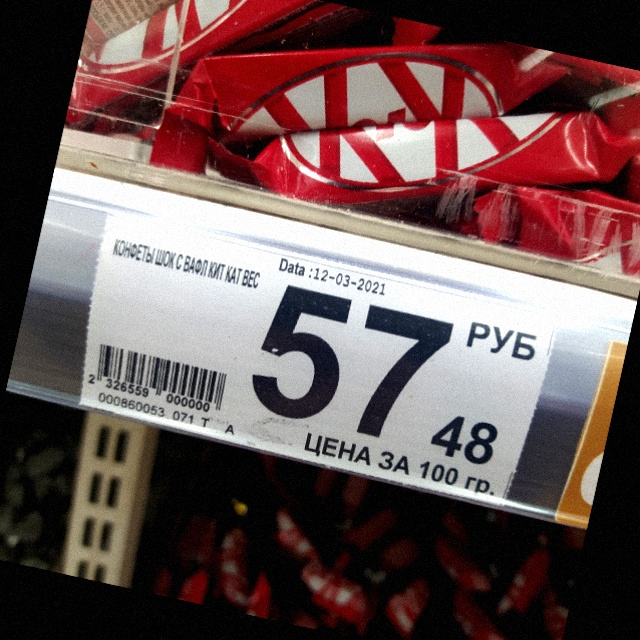 КОНФЕТЫ ШОК С ВАФЛ КИТ КАТ ВЕС
Data :12-03-2021
57 РУБ
48
2 326559 000000
000860063 071 Т А
ЦЕНА ЗА 100 ГР.